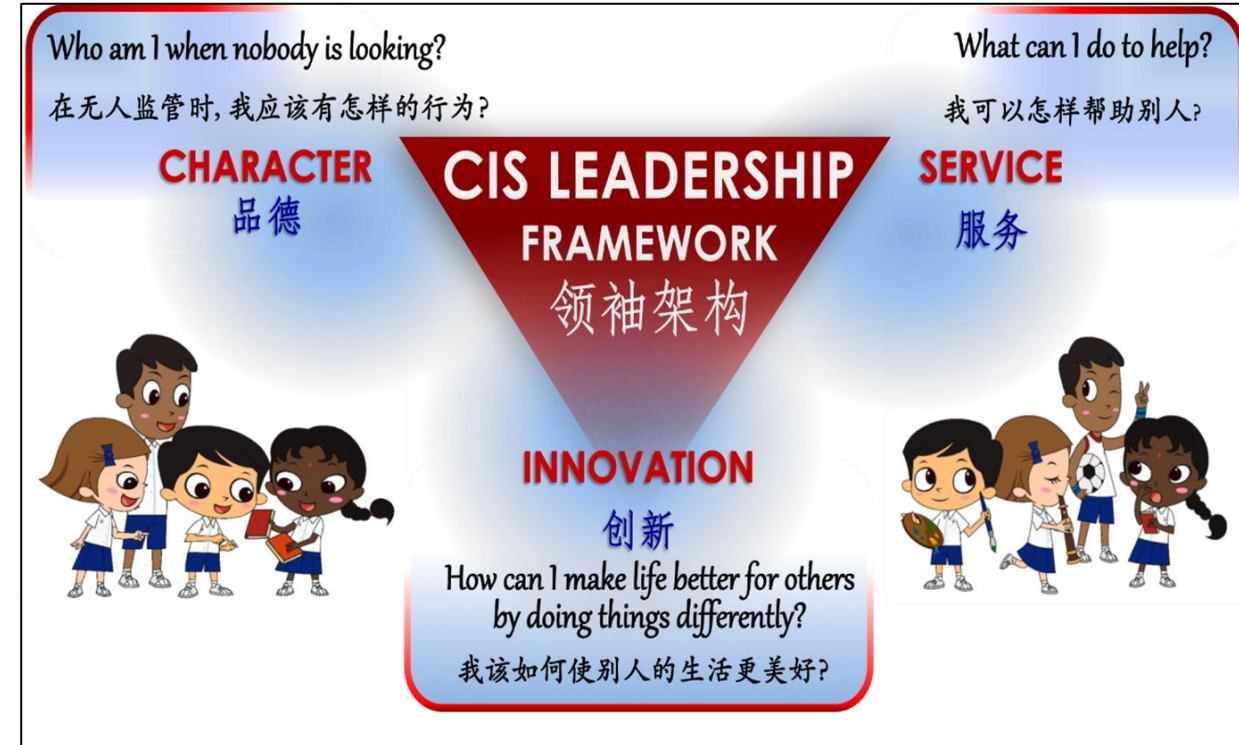 Who am I when nobody is looking?
在无人监管时, 我应该有怎样的行为?
CHARACTER
品德
What can I do to help?
我可以怎样帮助别人?
SERVICE
服务
CIS LEADERSHIP
FRAMEWORK
领袖架构
INNOVATION
创新
How can I make life better for others
by doing things differently?
我该如何使别人的生活更美好?